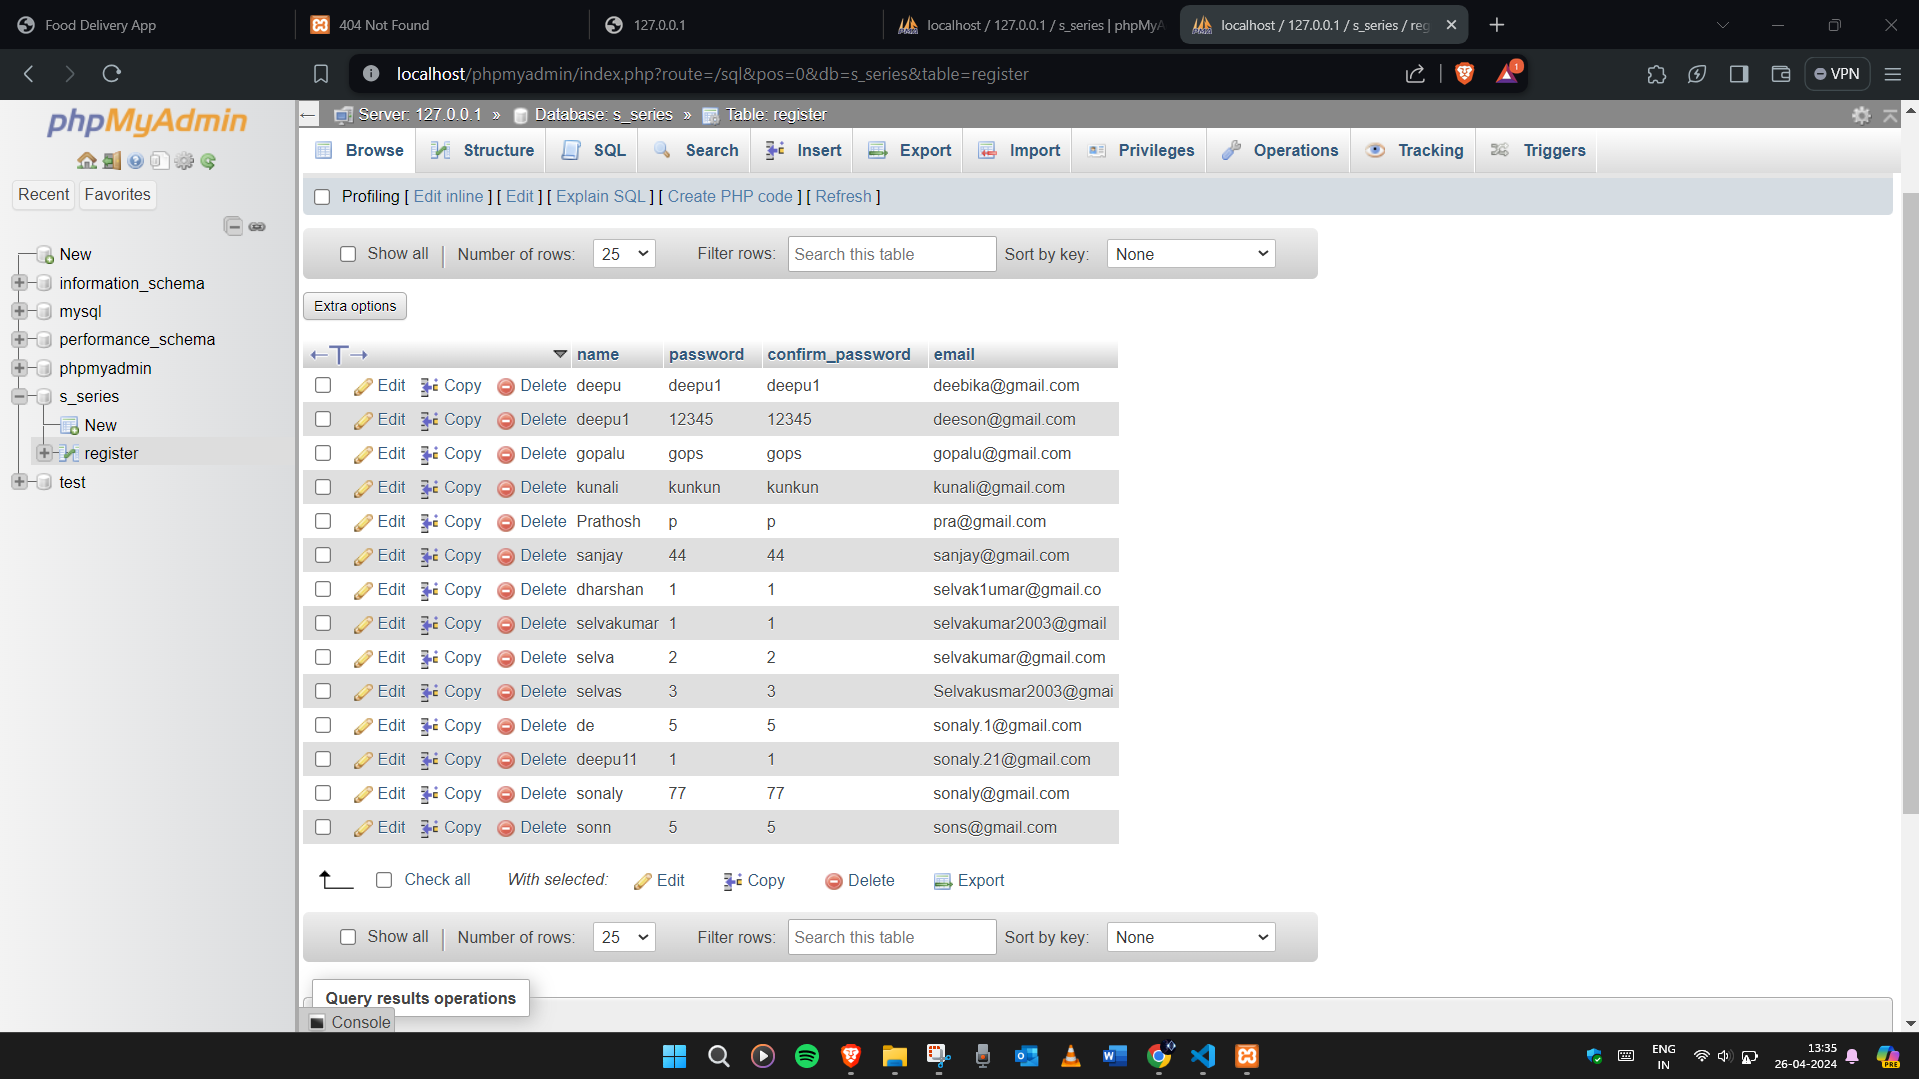 Food Delivery App
404 Not Found
127.0.0.1
localhost / 127.0.0.1 / s_series | phpMyA
localhost / 127.0.0.1 / s_series / reg
localhost/phpmyadmin/index.php?route=/sql&pos=0&db=s_series&table=register
1
VPN
phpMyAdmin
Recent Favorites
New
information_schema
mysql
performance_schema
phpmyadmin
s_series
New
register
test
Server: 127.0.0.1 » Database: s_series » Table: register
Browse Structure SQL Search Insert Export Import Privileges Operations Tracking Triggers
Profiling [ Edit inline ] [ Edit ] [ Explain SQL ] [ Create PHP code ] [ Refresh ]
Show all Number of rows: 25 Filter rows: Search this table Sort by key: None
Extra options
name password confirm_password email
Edit Copy Delete deepu deepu1 deepu1 deebika@gmail.com
Edit Copy Delete deepu1 12345 12345 deeson@gmail.com
Edit Copy Delete gopalu gops gops gopalu@gmail.com
Edit Copy Delete kunali kunkun kunkun kunali@gmail.com
Edit Copy Delete Prathosh p p pra@gmail.com
Edit Copy Delete sanjay 44 44 sanjay@gmail.com
Edit Copy Delete dharshan 1 1 selvak1umar@gmail.co
Edit Copy Delete selvakumar 1 1 selvakumar2003@gmail
Edit Copy Delete selva 2 2 selvakumar@gmail.com
Edit Copy Delete selvas 3 3 Selvakusmar2003@gmai
Edit Copy Delete de 5 5 sonaly.1@gmail.com
Edit Copy Delete deepu11 1 1 sonaly.21@gmail.com
Edit Copy Delete sonaly 77 77 sonaly@gmail.com
Edit Copy Delete sonn 5 5 sons@gmail.com
Check all With selected: Edit Copy Delete Export
Show all Number of rows: 25 Filter rows: Search this table Sort by key: None
Query results operations
Console
ENG
IN
13:35
26-04-2024
PRE